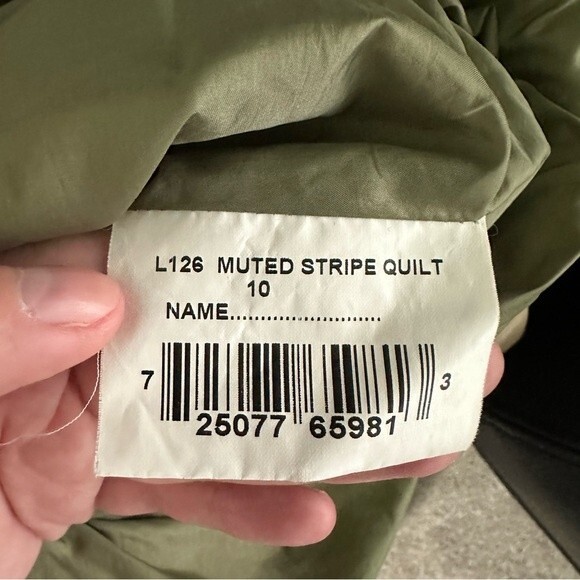 L126 MUTED STRIPE QUILT
10
NAME..........................
7 25077 65981 3